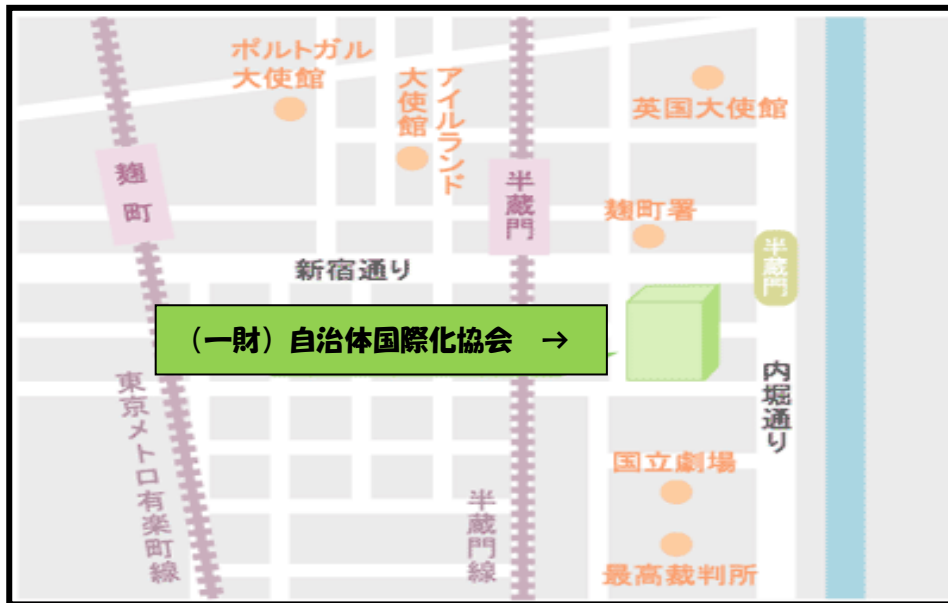 ポルトガル
大使館
アイルランド
大使館
英国大使館
麹町
半蔵門
麹町署
半蔵門
新宿通り
（一財）自治体国際化協会　→
内堀通り
東京メトロ有楽町線
国立劇場
半蔵門線
最高裁判所